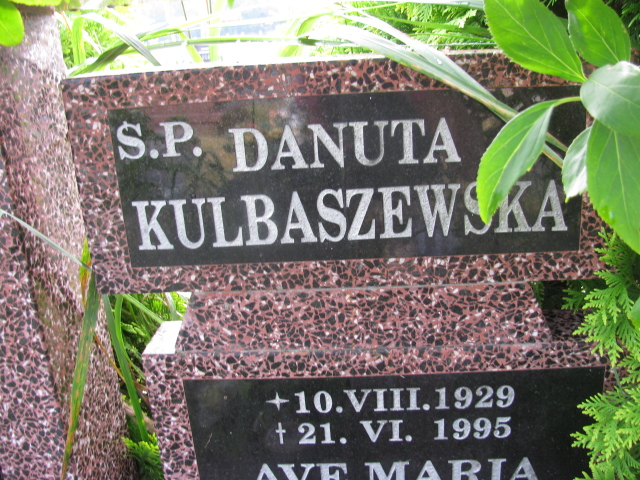 S.P. DANUTA
KULBASZEWSKA
+10.VIII.1929
†21. VI. 1995
AVE MARIA